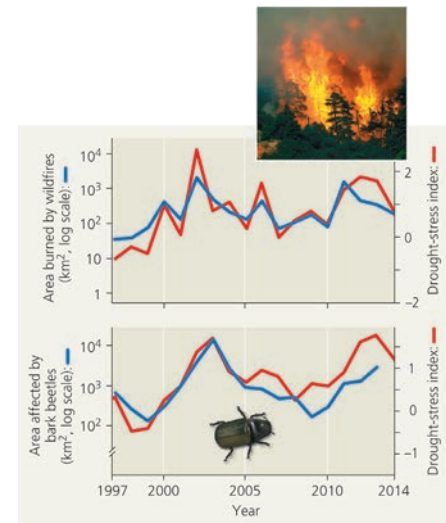 Area burned by wildfires
(km², log scale):
10⁴
10³
10²
10
1
2
1
0
–2
Drought-stress index:
Area affected by
bark beetles
(km², log scale):
10⁴
10³
10²
1
0
–1
Drought-stress index:
1997
2000
2005
2010
2014
Year